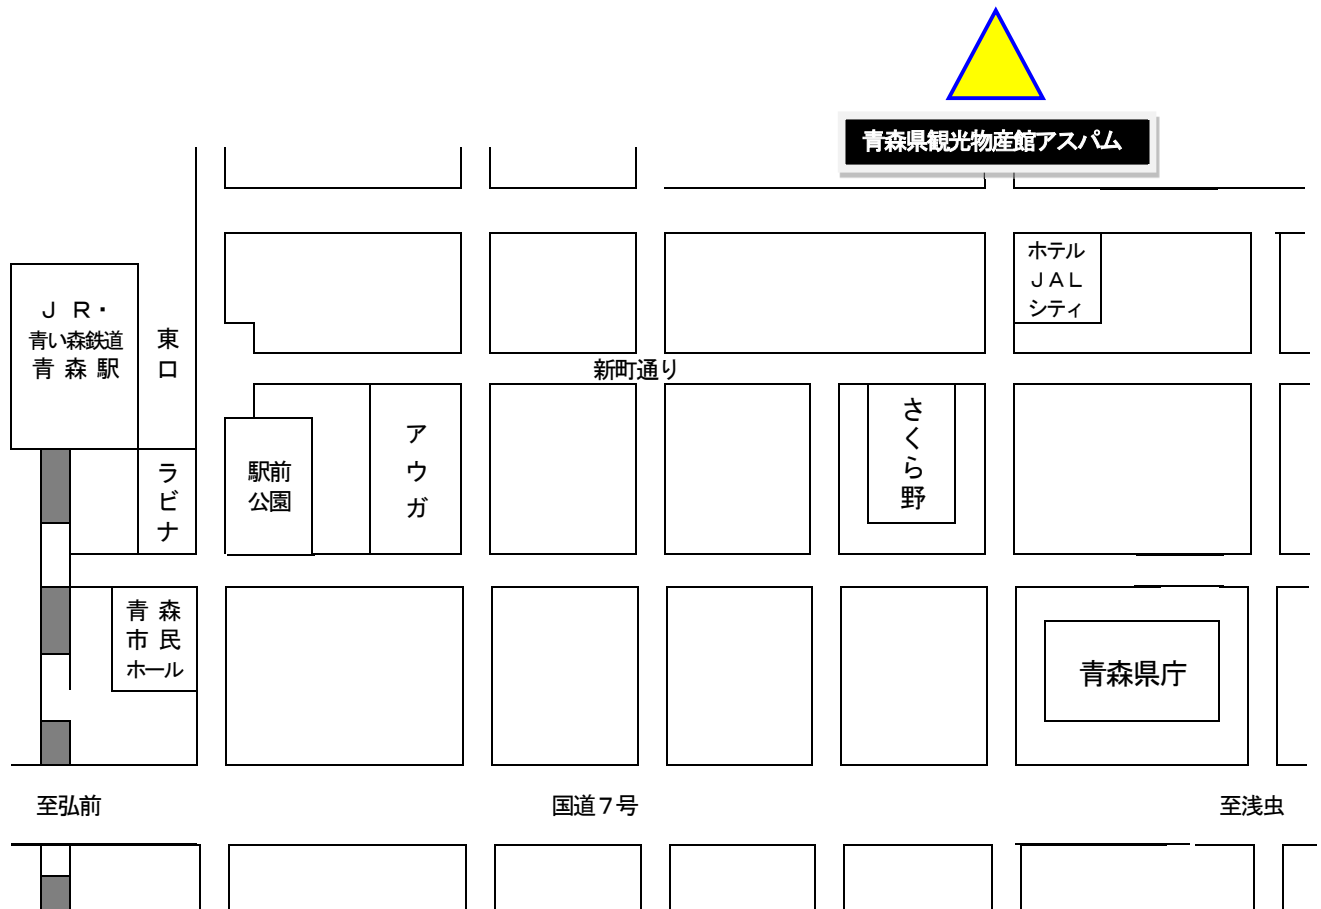 青森県観光物産館アスパム
ホテル
ＪＡＬ
シティ
ＪＲ・
青い森鉄道
青森駅
東口
新町通り
さくら野
アウガ
駅前
公園
ラビナ
青森
市民
ホール
青森県庁
至弘前
国道７号
至浅虫